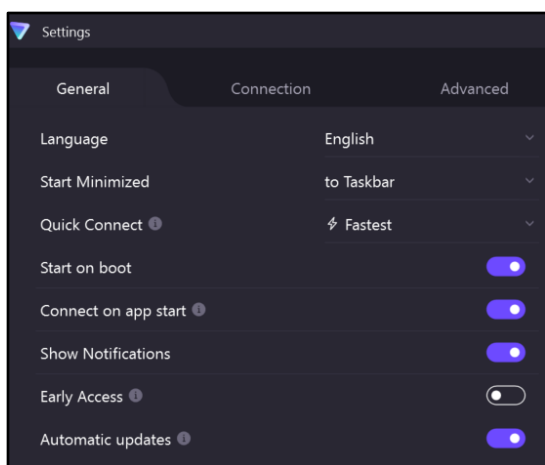 Settings
General Connection Advanced
Language English
Start Minimized to Taskbar
Quick Connect Fastest
Start on boot
Connect on app start
Show Notifications
Early Access
Automatic updates